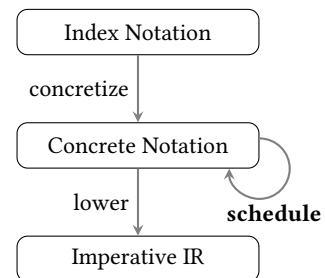 Index Notation
concretize
Concrete Notation
lower
schedule
Imperative IR